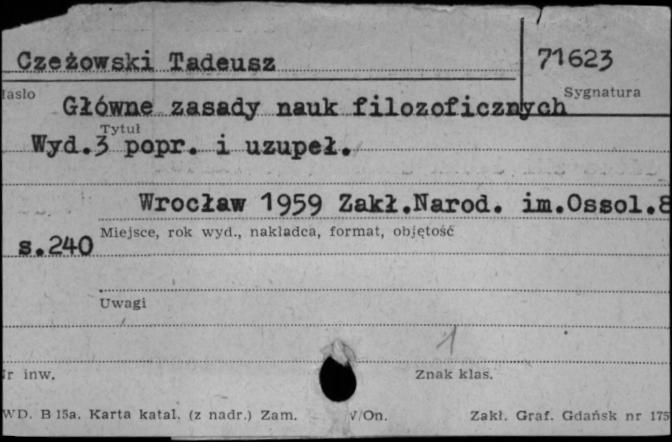 Czeżowski Tadeusz 71623
Hasło Sygnatura
Główne zasady nauk filozoficznych
Tytuł
Wyd.3 popr. i uzupeł.
Wrocław 1959 Zakł.Narod. im.Ossol.8
s.240 Miejsce, rok wyd., nakładca, format, objętość
Uwagi
1
Nr inw. Znak klas.
WD. B 15a. Karta katal. (z nadr.) Zam. V/On. Zakł. Graf. Gdańsk nr 175